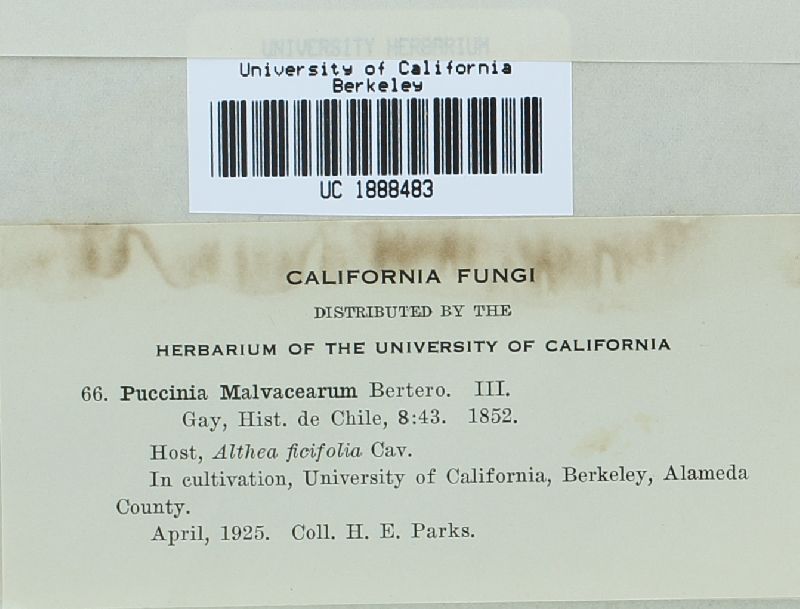 UNIVERSITY HERBARIUM
University of California
Berkeley
UC 1888483
CALIFORNIA FUNGI
DISTRIBUTED BY THE
HERBARIUM OF THE UNIVERSITY OF CALIFORNIA
66. Puccinia Malvacearum Bertero. III.
Gay, Hist. de Chile, 8:43. 1852.
Host, Althea ficifolia Cav.
In cultivation, University of California, Berkeley, Alameda
County.
April, 1925. Coll. H. E. Parks.